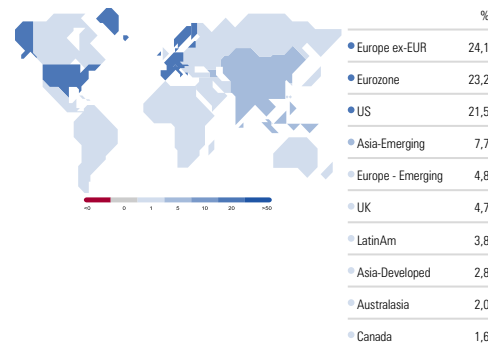 %
Europe ex-EUR 24,1
Eurozone 23,2
US 21,5
Asia-Emerging 7,7
Europe - Emerging 4,8
UK 4,7
LatinAm 3,8
Asia-Developed 2,8
Australasia 2,0
Canada 1,6
<0 0 1 5 10 20 >50